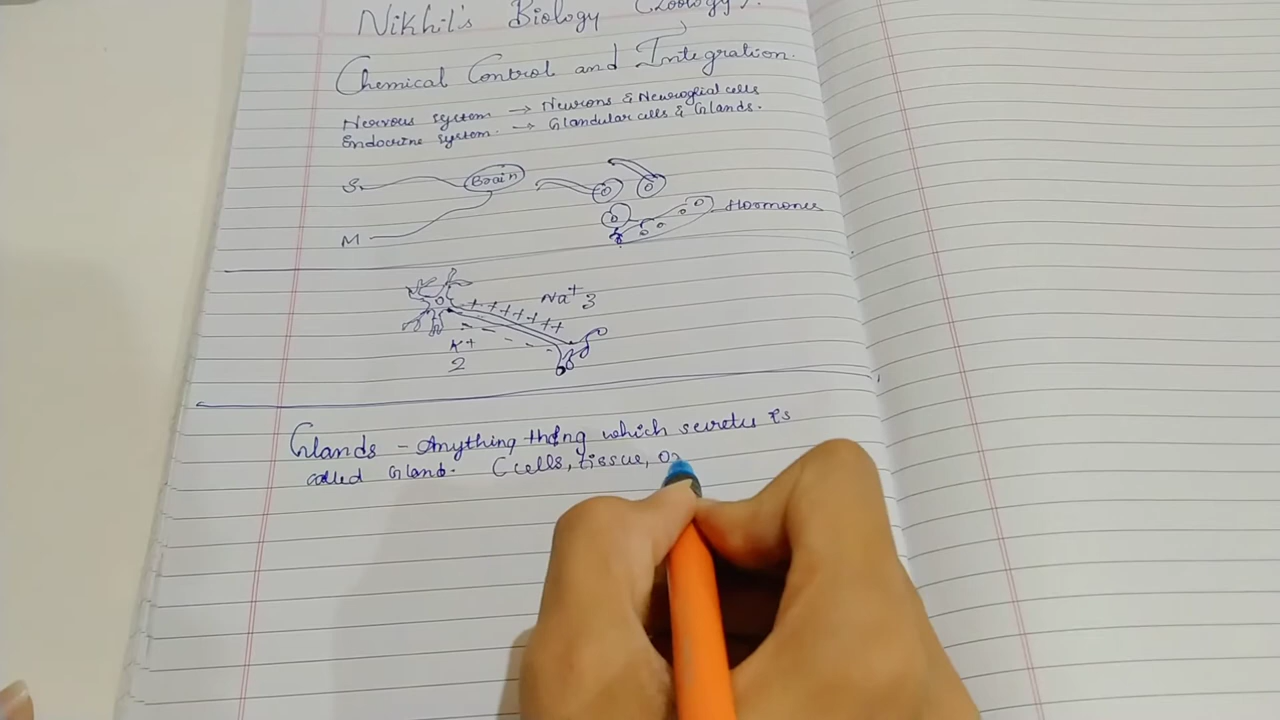 Nikhil's Biology (Zoology).
Chemical Control and Integration.
Nervous system → Neurons & Neuroglial cells
Endocrine system. → Glandular cells & Glands.
S. Brain
Hormones
M
Na+ 3
+ + + + + + +
K+
2
Glands - Anything thing which secretes is
called Gland. (cells, tissue, or